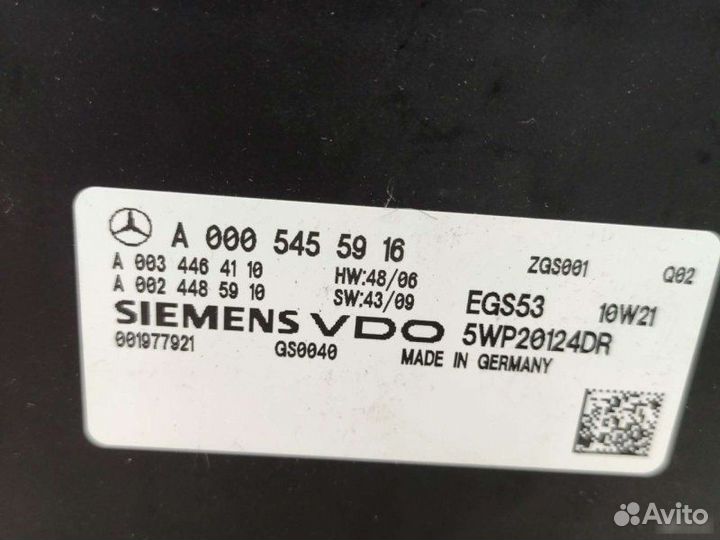 A 000 545 59 16
ZGS001
Q02
A 003 446 41 10
HW:48/06
A 002 448 59 10
SW:43/09
EGS53
10W21
SIEMENS VDO
5WP20124DR
001977921
GS0040
MADE IN GERMANY
Avito